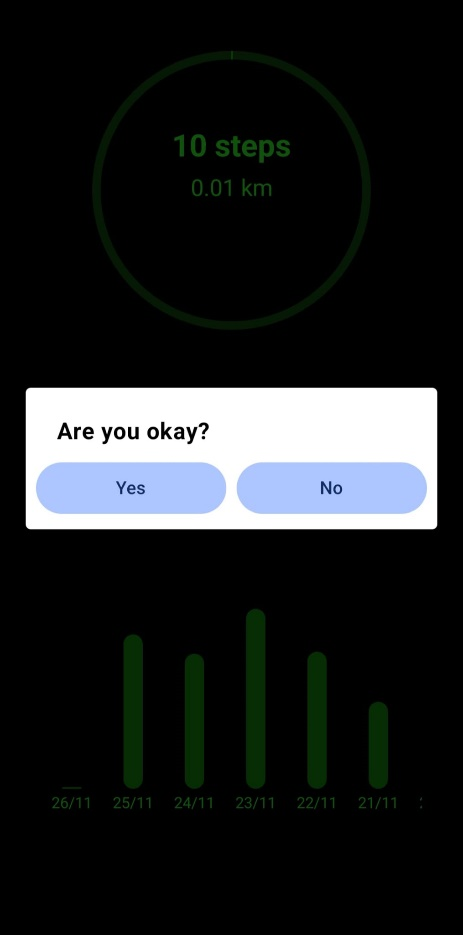 10 steps
0.01 km
Are you okay?
Yes No
26/11 25/11 24/11 23/11 22/11 21/11